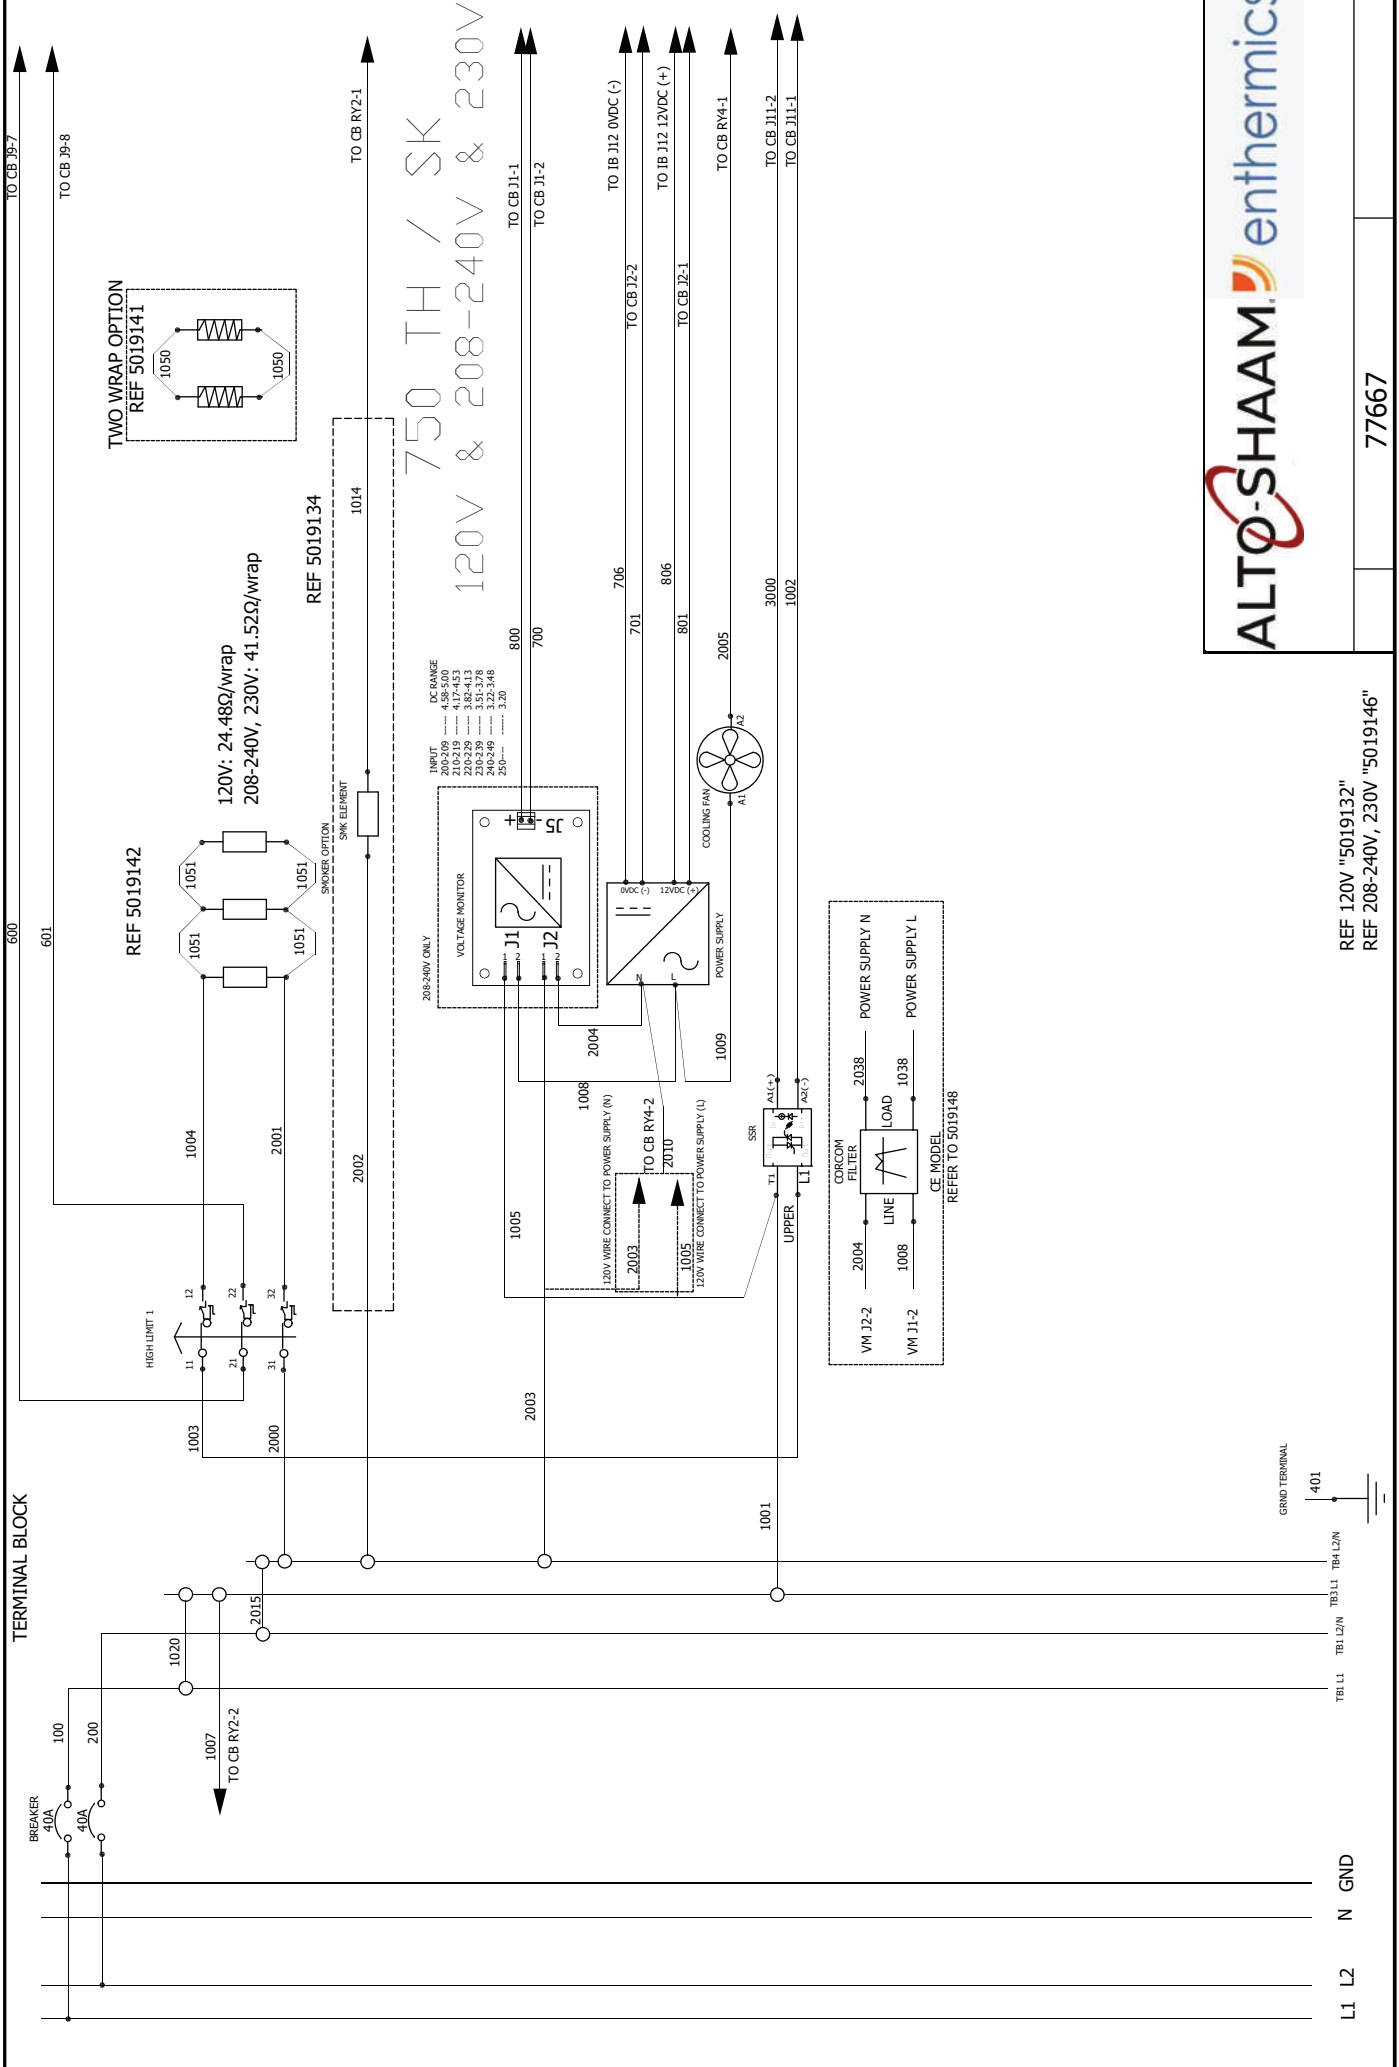 TERMINAL BLOCK
BREAKER
40A
40A
100
200
1020
2015
1007
TO CB RY2-2
L1
L2
N
GND
TB1 L1
TB1 L2/N
TB3 L1
TB4 L2/N
GRND TERMINAL
401
600
TO CB J9-7
601
TO CB J9-8
HIGH LIMIT 1
11
12
21
22
31
32
1003
2000
1004
2001
REF 5019142
1051
1051
1051
1051
120V: 24.48Ω/wrap
208-240V, 230V: 41.52Ω/wrap
TWO WRAP OPTION
REF 5019141
1050
1050
SMOKER OPTION
SMK ELEMENT
REF 5019134
2002
1014
TO CB RY2-1
750 TH / SK
120V & 208-240V & 230V
208-240V ONLY
VOLTAGE MONITOR
J1
1
2
J2
1
2
+
-
J5
INPUT DC RANGE
200-209 ------ 4.58-5.00
210-219 ------ 4.17-4.53
220-229 ------ 3.82-4.13
230-239 ------ 3.51-3.78
240-249 ------ 3.22-3.48
250--- ------ 3.20
800
700
TO CB J1-1
TO CB J1-2
2003
1005
2004
1008
1009
0VDC (-)
12VDC (+)
N
L
POWER SUPPLY
706
701
806
801
TO IB J12 0VDC (-)
TO CB J2-2
TO IB J12 12VDC (+)
TO CB J2-1
120V WIRE CONNECT TO POWER SUPPLY (N)
2003
TO CB RY4-2
2010
1005
120V WIRE CONNECT TO POWER SUPPLY (L)
COOLING FAN
A1
A2
2005
TO CB RY4-1
1001
SSR
T1
L1
A1(+)
A2(-)
UPPER
3000
1002
TO CB J11-2
TO CB J11-1
VM J2-2
2004
VM J1-2
1008
LINE
CORCOM
FILTER
LOAD
2038
POWER SUPPLY N
1038
POWER SUPPLY L
CE MODEL
REFER TO 5019148
REF 120V "5019132"
REF 208-240V, 230V "5019146"
ALTO-SHAAM
enthermics
77667